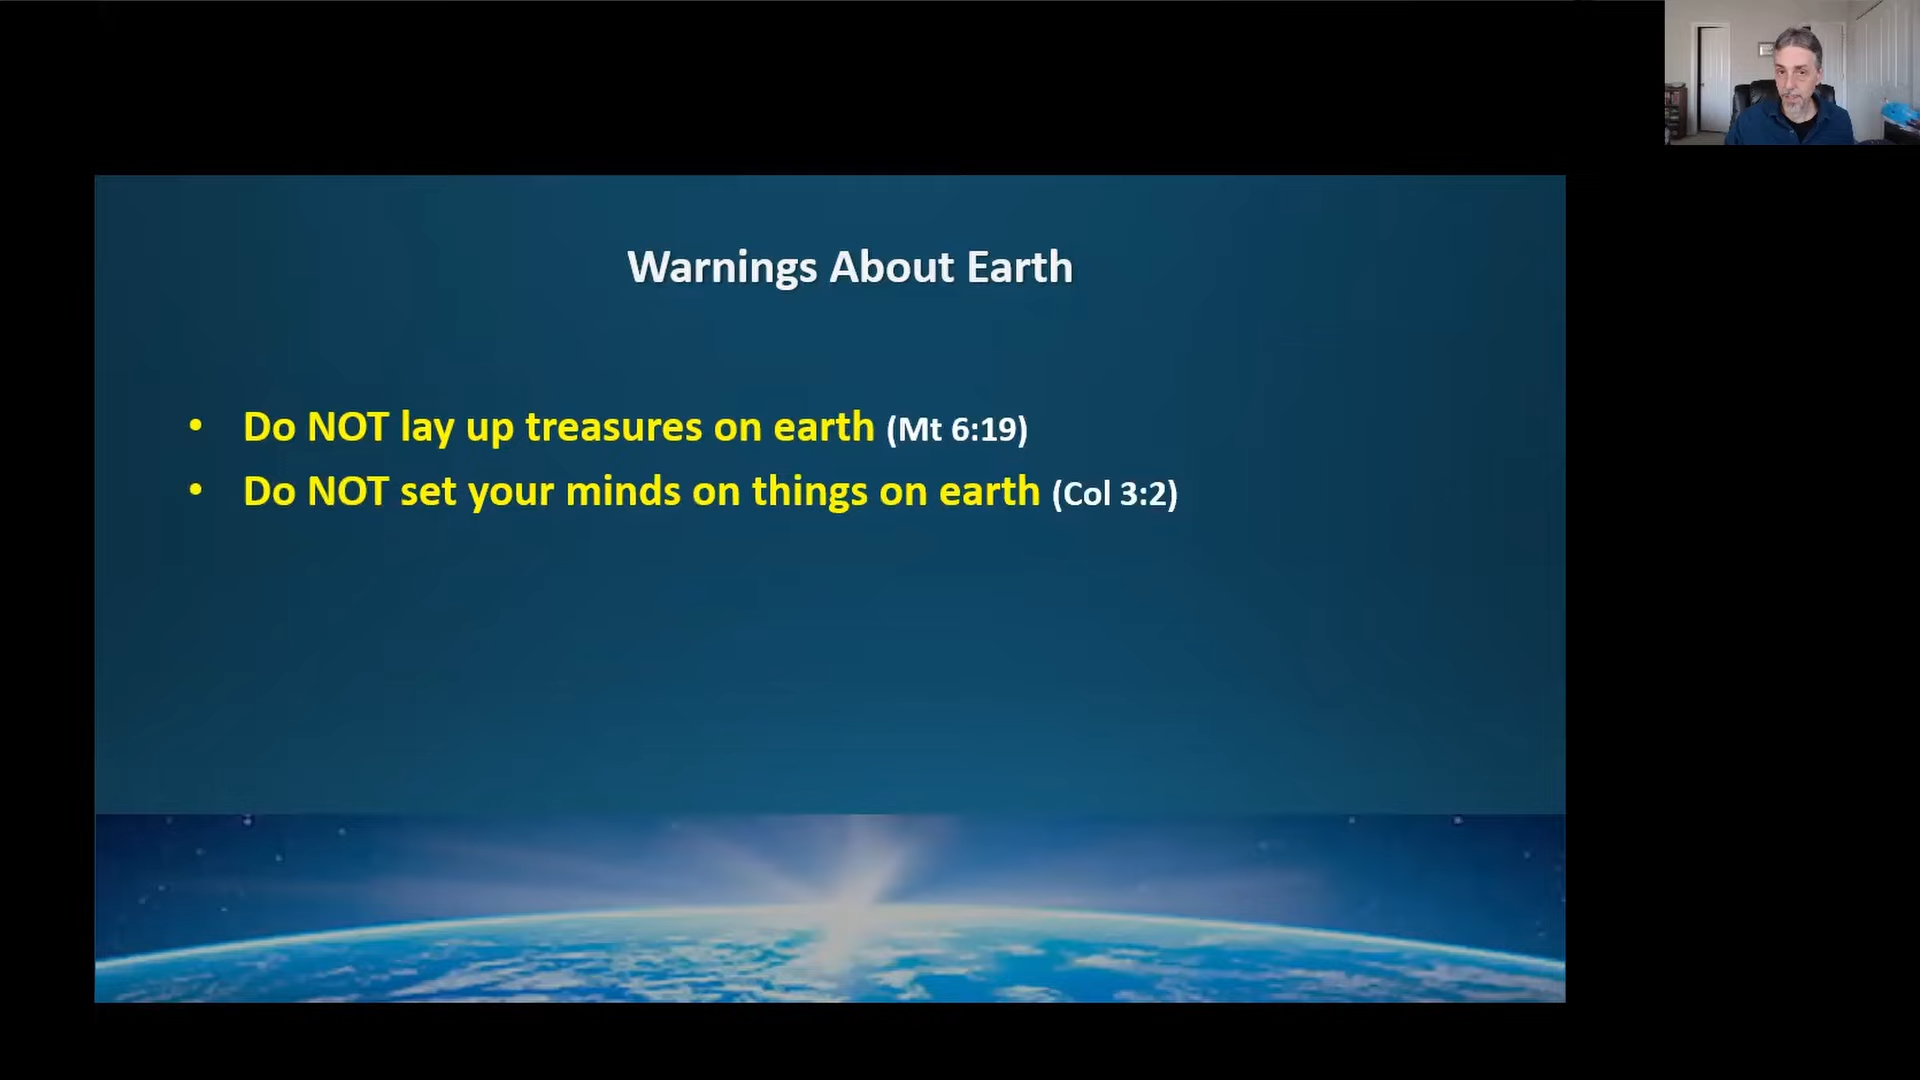 Warnings About Earth
• Do NOT lay up treasures on earth (Mt 6:19)
• Do NOT set your minds on things on earth (Col 3:2)